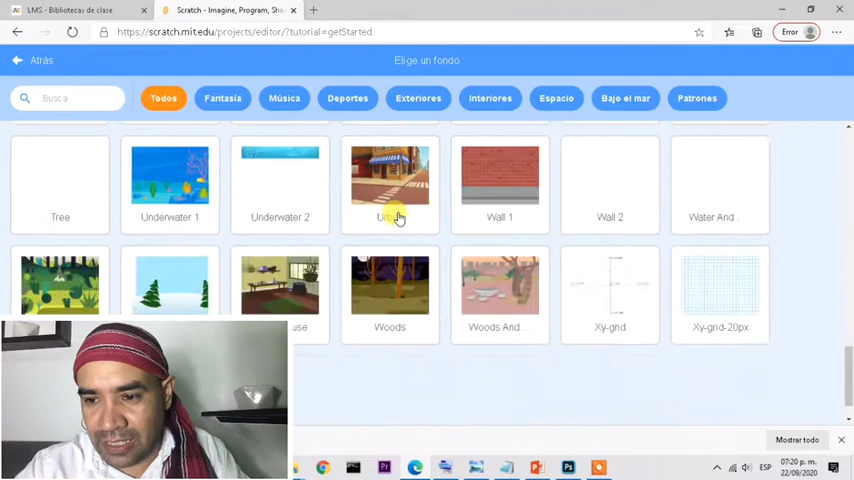 LMS - Bibliotecas de clase
Scratch - Imagine, Program, Sha
https://scratch.mit.edu/projects/editor/?tutorial=getStarted
Error
Atrás
Elige un fondo
Busca
Todos
Fantasía
Música
Deportes
Exteriores
Interiores
Espacio
Bajo el mar
Patrones
Tree
Underwater 1
Underwater 2
Wall 1
Wall 2
Water And
Woods
Woods And...
Xy-grid
Xy-grid-20px
Mostrar todo
ESP
07:20 p. m.
22/09/2020